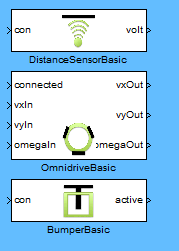 con volt
DistanceSensorBasic
connected vxOut
vxIn
vyOut
vyIn
omegaIn omegaOut
OmnidriveBasic
con active
BumperBasic